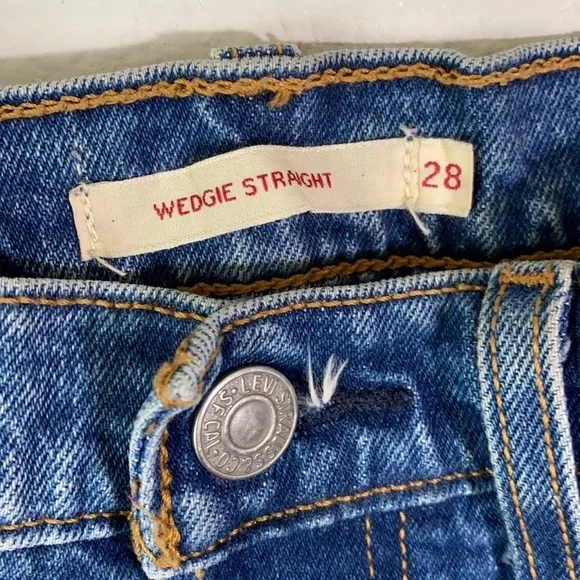 WEDGIE STRAIGHT
28
LEVI STRAUSS & CO
S.F. CAL